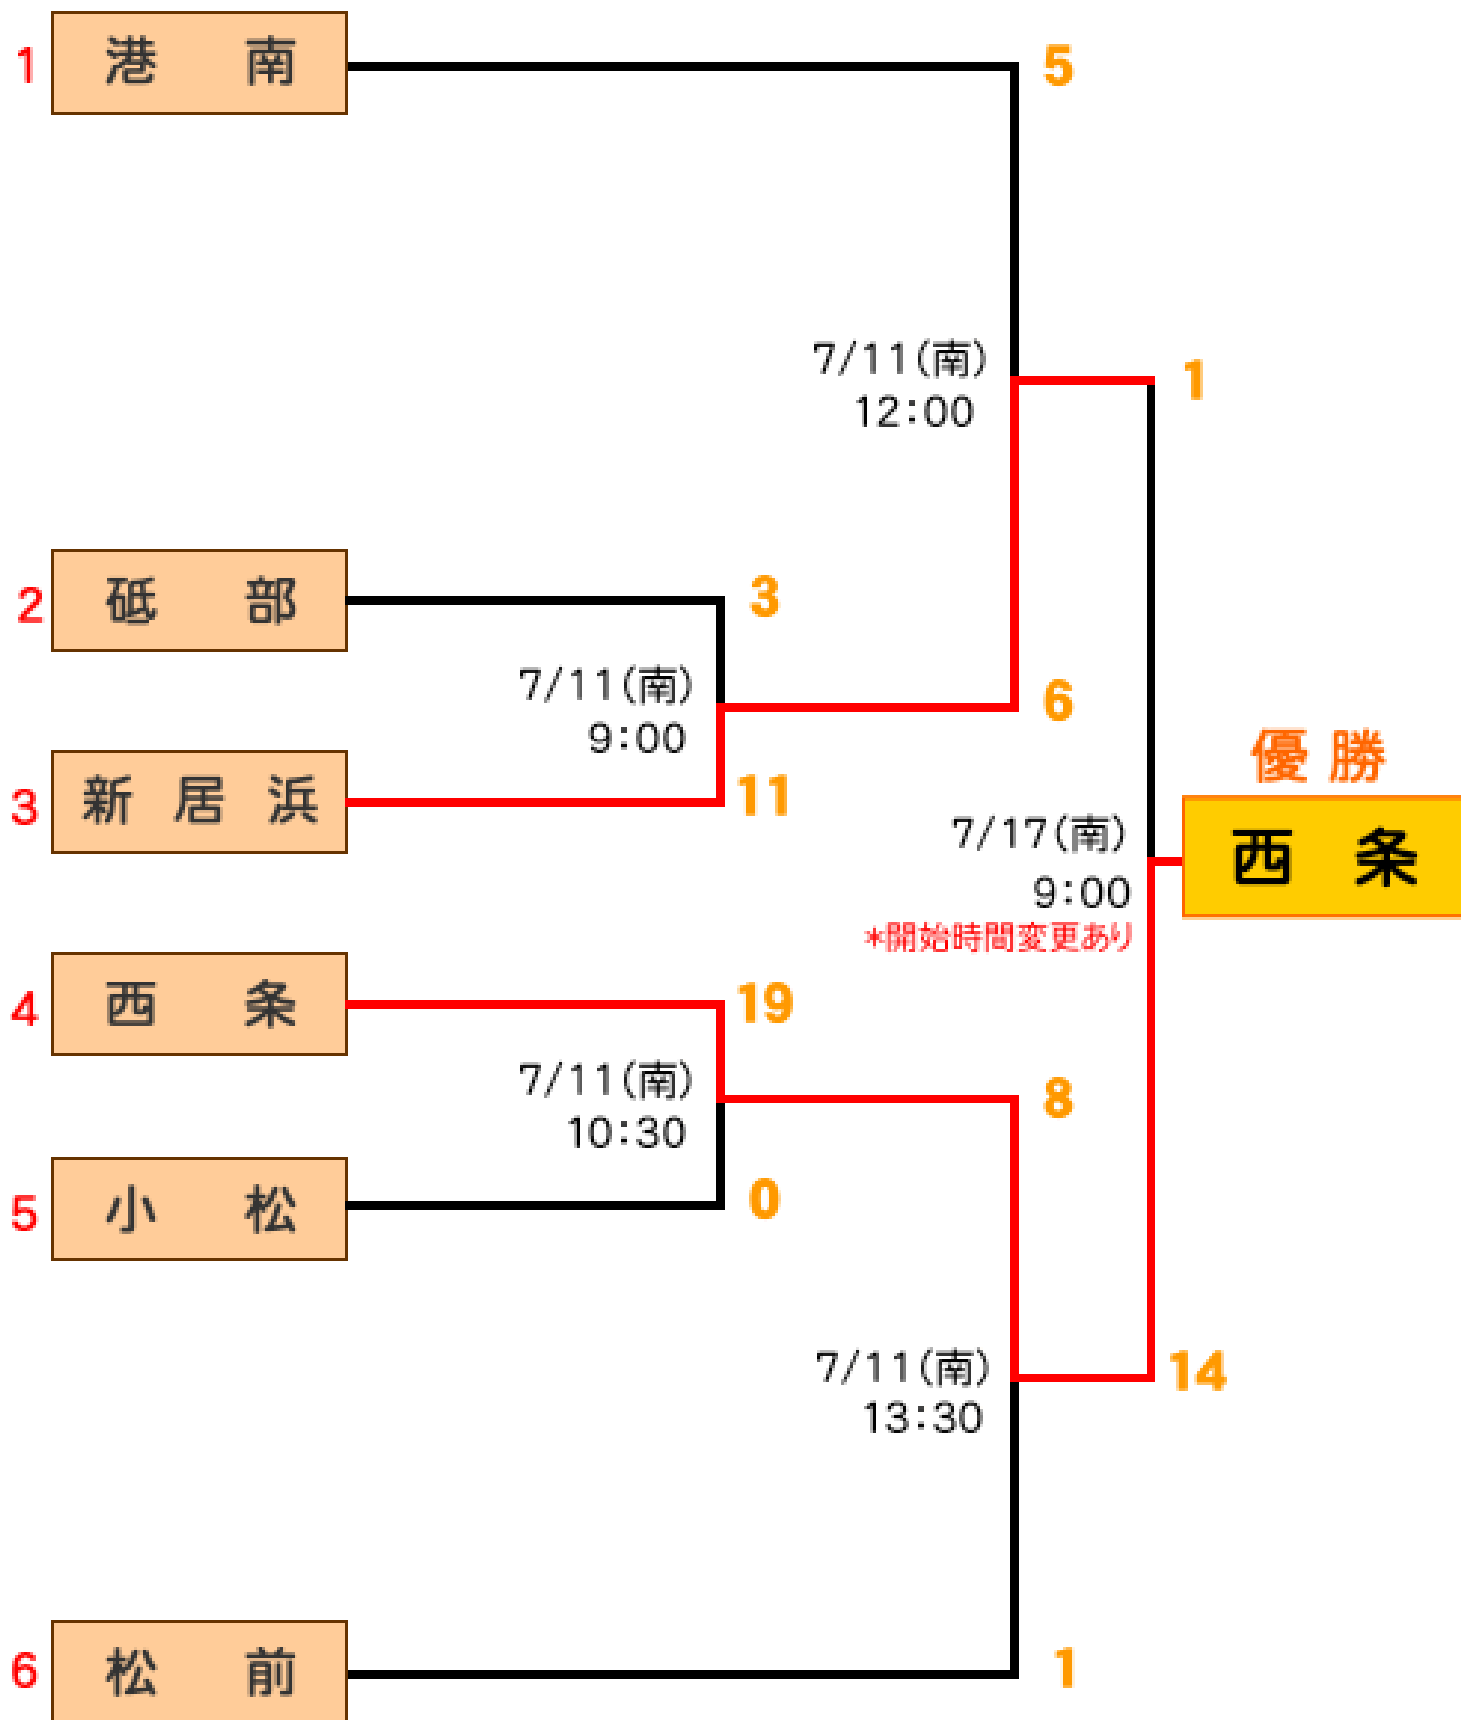 1 港南 5
7/11(南)
12:00
1
2 砥部 3
7/11(南)
9:00
6
3 新居浜 11
優勝
西条
7/17(南)
9:00
*開始時間変更あり
4 西条 19
7/11(南)
10:30
8
5 小松 0
7/11(南)
13:30
14
6 松前 1